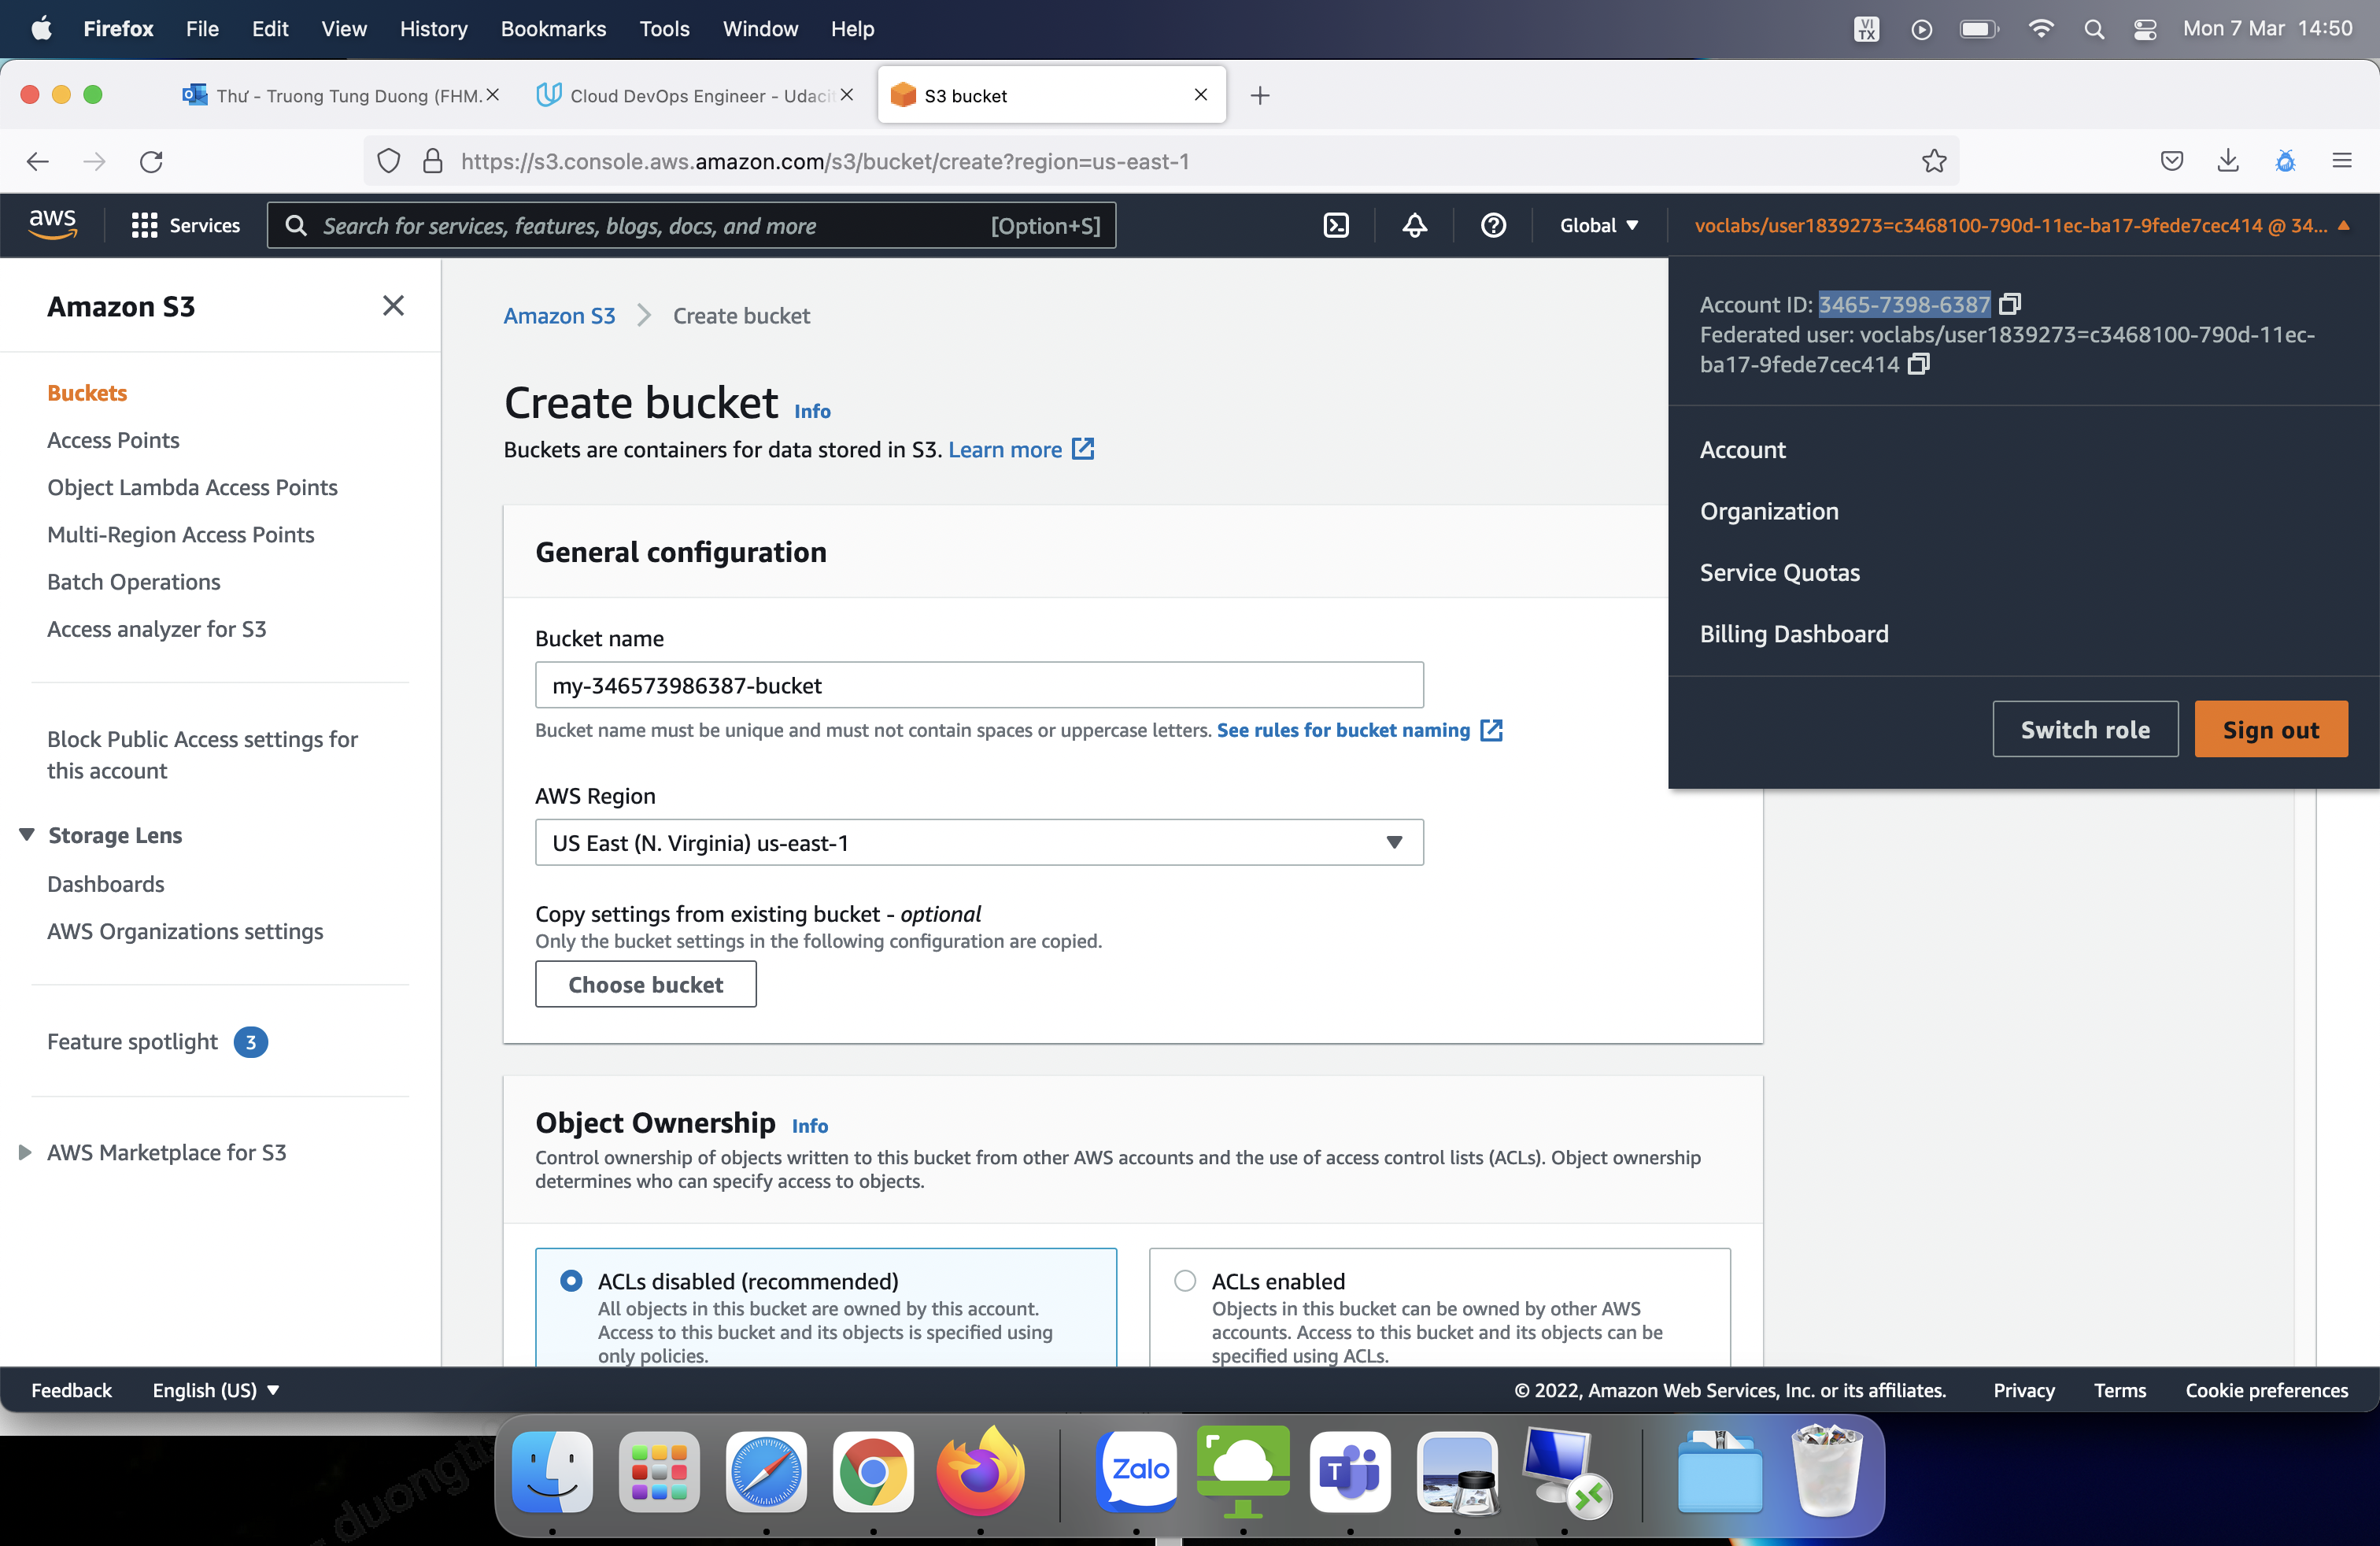 Firefox File Edit View History Bookmarks Tools Window Help
VI
TX
Mon 7 Mar 14:50
Thư - Truong Tung Duong (FHM.
Cloud DevOps Engineer - Udacit
S3 bucket
https://s3.console.aws.amazon.com/s3/bucket/create?region=us-east-1
aws
Services
Search for services, features, blogs, docs, and more [Option+S]
Global
voclabs/user1839273=c3468100-790d-11ec-ba17-9fede7cec414 @ 34...
Account ID: 3465-7398-6387
Federated user: voclabs/user1839273=c3468100-790d-11ec-
ba17-9fede7cec414
Account
Organization
Service Quotas
Billing Dashboard
Switch role
Sign out
Amazon S3
Buckets
Access Points
Object Lambda Access Points
Multi-Region Access Points
Batch Operations
Access analyzer for S3
Block Public Access settings for
this account
Storage Lens
Dashboards
AWS Organizations settings
Feature spotlight 3
AWS Marketplace for S3
Amazon S3 Create bucket
Create bucket Info
Buckets are containers for data stored in S3. Learn more
General configuration
Bucket name
my-346573986387-bucket
Bucket name must be unique and must not contain spaces or uppercase letters. See rules for bucket naming
AWS Region
US East (N. Virginia) us-east-1
Copy settings from existing bucket - optional
Only the bucket settings in the following configuration are copied.
Choose bucket
Object Ownership Info
Control ownership of objects written to this bucket from other AWS accounts and the use of access control lists (ACLs). Object ownership
determines who can specify access to objects.
ACLs disabled (recommended)
All objects in this bucket are owned by this account.
Access to this bucket and its objects is specified using
only policies.
ACLs enabled
Objects in this bucket can be owned by other AWS
accounts. Access to this bucket and its objects can be
specified using ACLs.
Feedback English (US)
© 2022, Amazon Web Services, Inc. or its affiliates. Privacy Terms Cookie preferences
Zalo
T